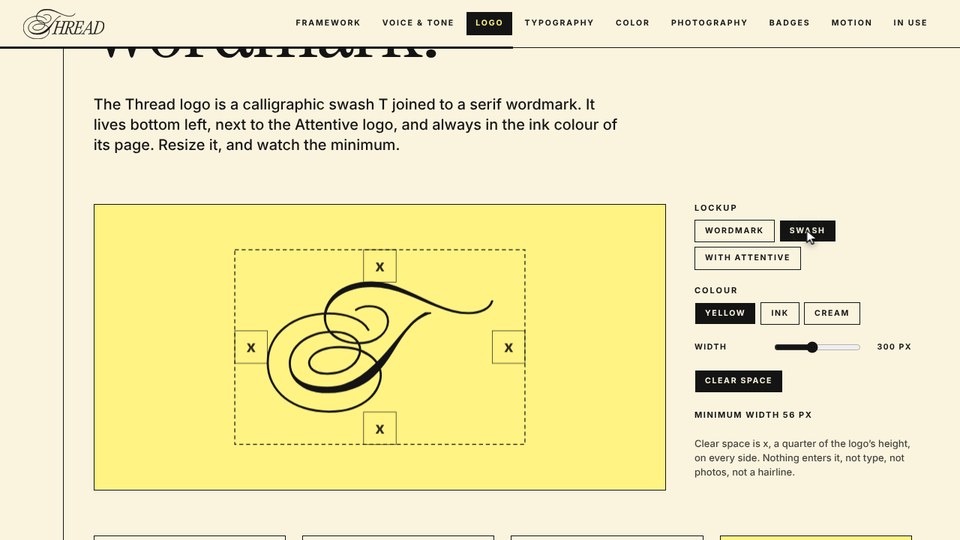 THREAD
FRAMEWORK
VOICE & TONE
LOGO
TYPOGRAPHY
COLOR
PHOTOGRAPHY
BADGES
MOTION
IN USE
wordmark.
The Thread logo is a calligraphic swash T joined to a serif wordmark. It
lives bottom left, next to the Attentive logo, and always in the ink colour of
its page. Resize it, and watch the minimum.
X
X
X
X
LOCKUP
WORDMARK
SWASH
WITH ATTENTIVE
COLOUR
YELLOW
INK
CREAM
WIDTH
300 PX
CLEAR SPACE
MINIMUM WIDTH 56 PX
Clear space is x, a quarter of the logo’s height,
on every side. Nothing enters it, not type, not
photos, not a hairline.